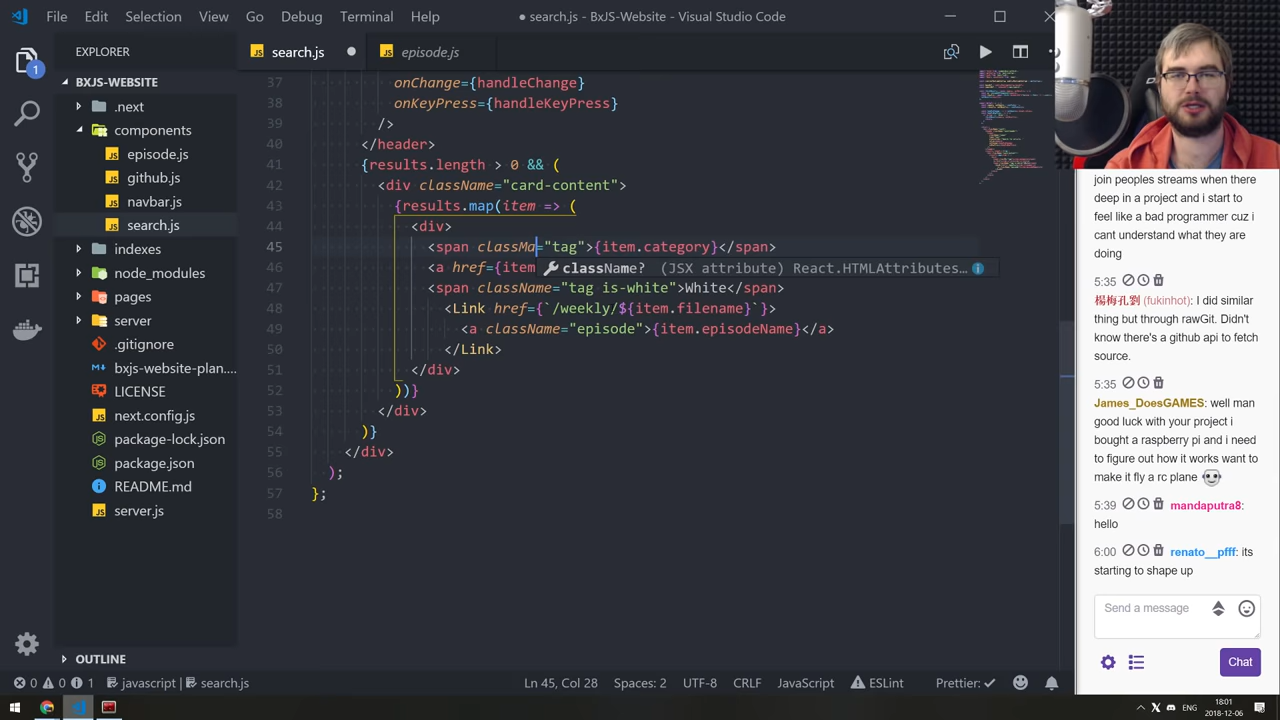 File Edit Selection View Go Debug Terminal Help
● search.js - BxJS-Website - Visual Studio Code
EXPLORER
BXJS-WEBSITE
.next
components
episode.js
github.js
navbar.js
search.js
indexes
node_modules
pages
server
.gitignore
bxjs-website-plan....
LICENSE
next.config.js
package-lock.json
package.json
README.md
server.js
OUTLINE
1
search.js
episode.js
37 onChange={handleChange}
38 onKeyPress={handleKeyPress}
39 />
40 </header>
41 {results.length > 0 && (
42 <div className="card-content">
43 {results.map(item => (
44 <div>
45 <span classMa="tag">{item.category}</span>
46 <a href={item
className? (JSX attribute) React.HTMLAttributes…
47 <span className="tag is-white">White</span>
48 <Link href={`/weekly/${item.filename}`}>
49 <a className="episode">{item.episodeName}</a>
50 </Link>
51 </div>
52 ))}
53 </div>
54 )}
55 </div>
56 );
57 };
58
join peoples streams when there
deep in a project and i start to
feel like a bad programmer cuz i
cant understand what they are
doing
5:35
楊梅孔劉 (fukinhot): I did similar
thing but through rawGit. Didn't
know there's a github api to fetch
source.
5:35
James_DoesGAMES: well man
good luck with your project i
bought a raspberry pi and i need
to figure out how it works want to
make it fly a rc plane
5:39 mandaputra8:
hello
6:00 renato__pfff: its
starting to shape up
Send a message
Chat
0 0 1 javascript | search.js
Ln 45, Col 28 Spaces: 2 UTF-8 CRLF JavaScript ESLint Prettier: ✓
ENG
18:01
2018-12-06